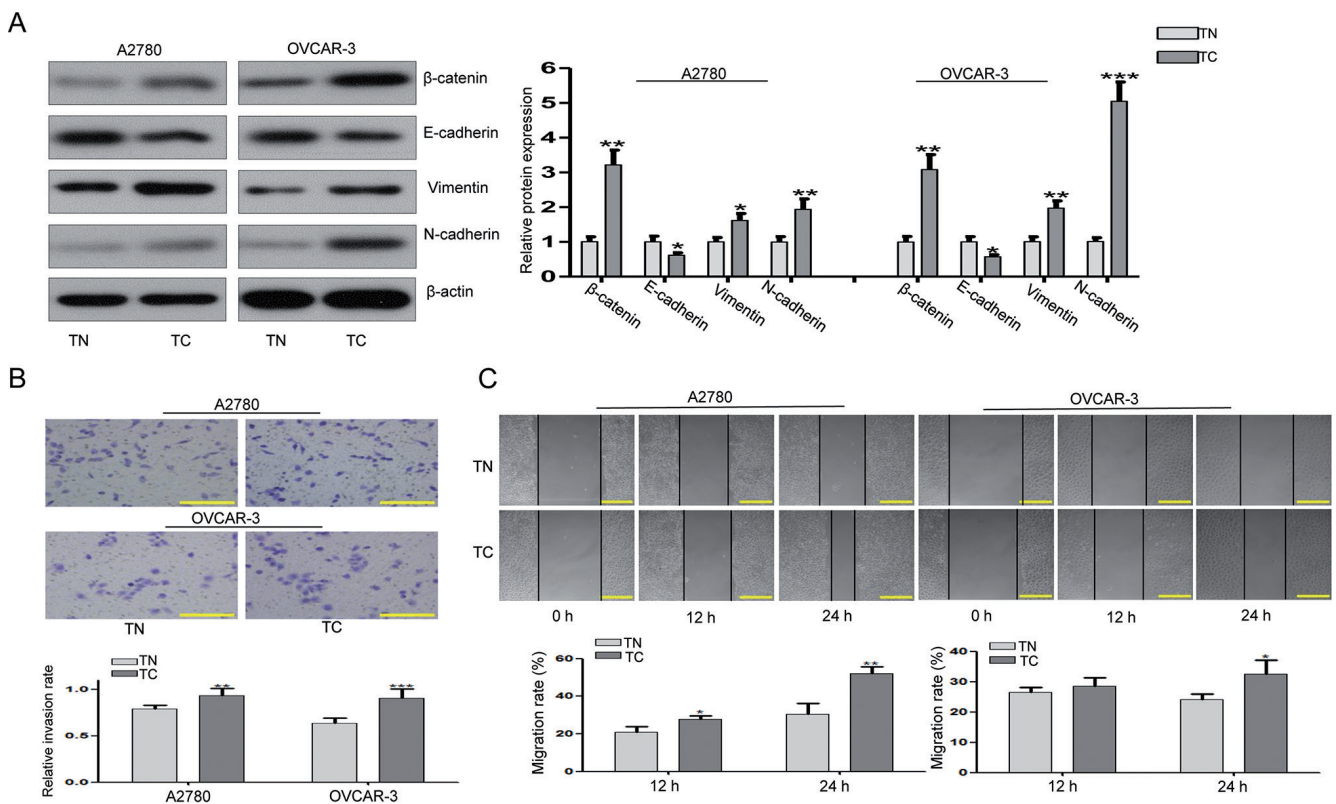 A
A2780 OVCAR-3
β-catenin
E-cadherin
Vimentin
N-cadherin
β-actin
TN TC TN TC
TN
TC
A2780 OVCAR-3
Relative protein expression
6
5
4
3
2
1
0
** * * ** ** * ** ***
β-catenin E-cadherin Vimentin N-cadherin β-catenin E-cadherin Vimentin N-cadherin
B
A2780
OVCAR-3
TN TC
TN
TC
Relative invasion rate
1.0
0.5
0.0
** ***
A2780 OVCAR-3
C
A2780 OVCAR-3
TN
TC
0 h 12 h 24 h 0 h 12 h 24 h
TN
TC
Migration rate (%)
60
40
20
0
* **
12 h 24 h
TN
TC
Migration rate (%)
40
30
20
10
0
*
12 h 24 h